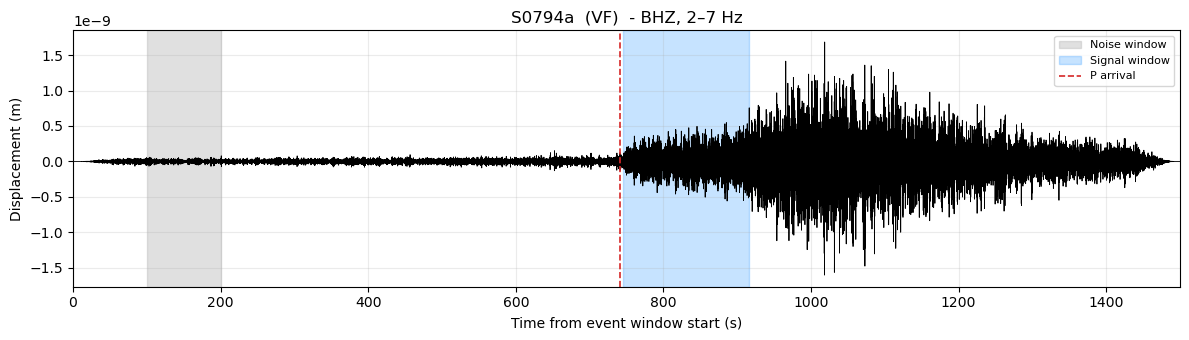 S0794a  (VF)  - BHZ, 2–7 Hz
1e−9
Displacement (m)
1.5
1.0
0.5
0.0
−0.5
−1.0
−1.5
Noise window
Signal window
P arrival
0 200 400 600 800 1000 1200 1400
Time from event window start (s)